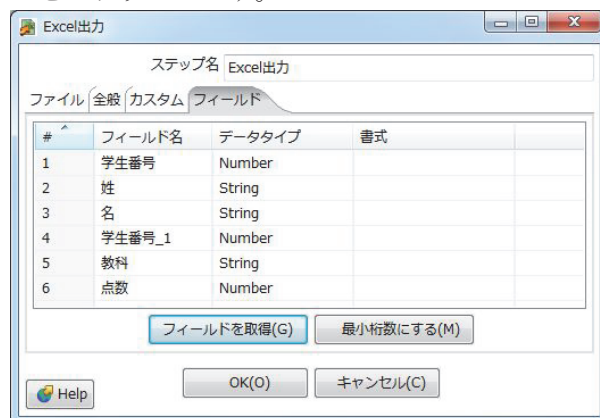 Excel出力
ステップ名 Excel出力
ファイル 全般 カスタム フィールド
# フィールド名 データタイプ 書式
1 学生番号 Number
2 姓 String
3 名 String
4 学生番号_1 Number
5 教科 String
6 点数 Number
フィールドを取得(G) 最小桁数にする(M)
Help OK(O) キャンセル(C)